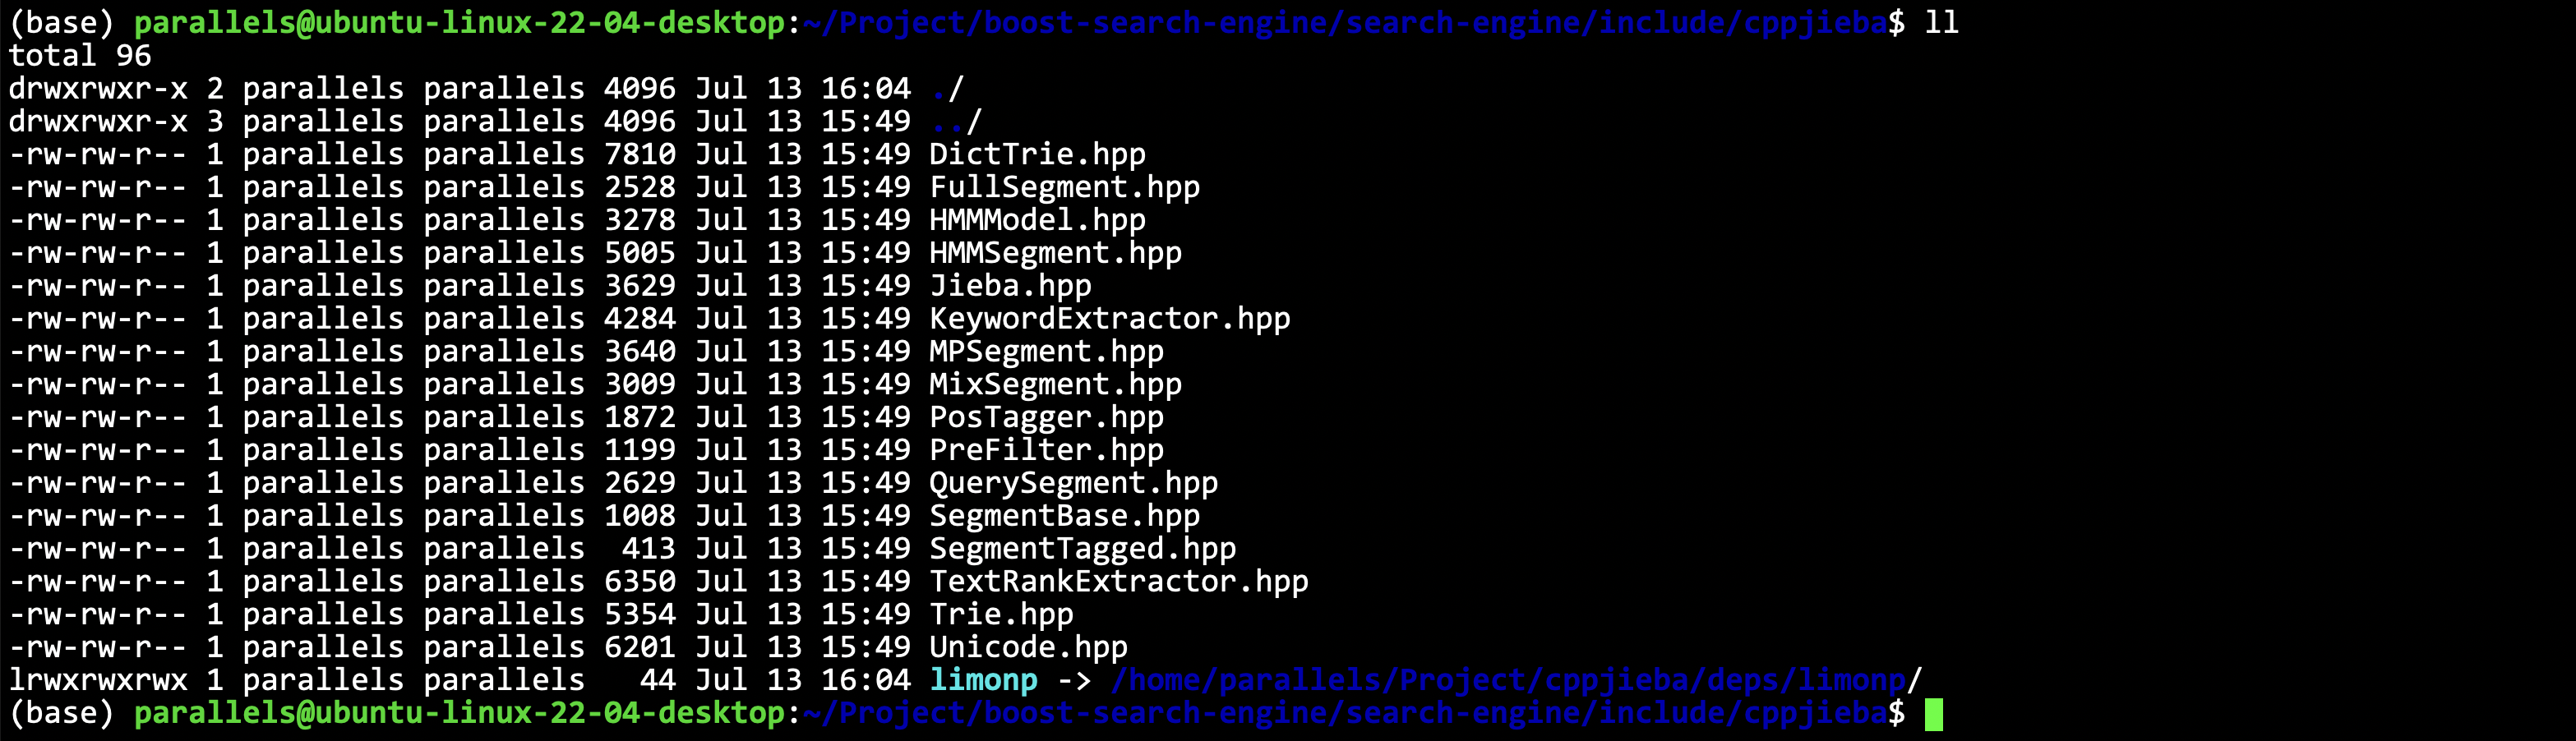 (base) parallels@ubuntu-linux-22-04-desktop:~/Project/boost-search-engine/search-engine/include/cppjieba$ ll
total 96
drwxrwxr-x 2 parallels parallels 4096 Jul 13 16:04 ./
drwxrwxr-x 3 parallels parallels 4096 Jul 13 15:49 ../
-rw-rw-r-- 1 parallels parallels 7810 Jul 13 15:49 DictTrie.hpp
-rw-rw-r-- 1 parallels parallels 2528 Jul 13 15:49 FullSegment.hpp
-rw-rw-r-- 1 parallels parallels 3278 Jul 13 15:49 HMMModel.hpp
-rw-rw-r-- 1 parallels parallels 5005 Jul 13 15:49 HMMSegment.hpp
-rw-rw-r-- 1 parallels parallels 3629 Jul 13 15:49 Jieba.hpp
-rw-rw-r-- 1 parallels parallels 4284 Jul 13 15:49 KeywordExtractor.hpp
-rw-rw-r-- 1 parallels parallels 3640 Jul 13 15:49 MPSegment.hpp
-rw-rw-r-- 1 parallels parallels 3009 Jul 13 15:49 MixSegment.hpp
-rw-rw-r-- 1 parallels parallels 1872 Jul 13 15:49 PosTagger.hpp
-rw-rw-r-- 1 parallels parallels 1199 Jul 13 15:49 PreFilter.hpp
-rw-rw-r-- 1 parallels parallels 2629 Jul 13 15:49 QuerySegment.hpp
-rw-rw-r-- 1 parallels parallels 1008 Jul 13 15:49 SegmentBase.hpp
-rw-rw-r-- 1 parallels parallels  413 Jul 13 15:49 SegmentTagged.hpp
-rw-rw-r-- 1 parallels parallels 6350 Jul 13 15:49 TextRankExtractor.hpp
-rw-rw-r-- 1 parallels parallels 5354 Jul 13 15:49 Trie.hpp
-rw-rw-r-- 1 parallels parallels 6201 Jul 13 15:49 Unicode.hpp
lrwxrwxrwx 1 parallels parallels   44 Jul 13 16:04 limonp -> /home/parallels/Project/cppjieba/deps/limonp/
(base) parallels@ubuntu-linux-22-04-desktop:~/Project/boost-search-engine/search-engine/include/cppjieba$